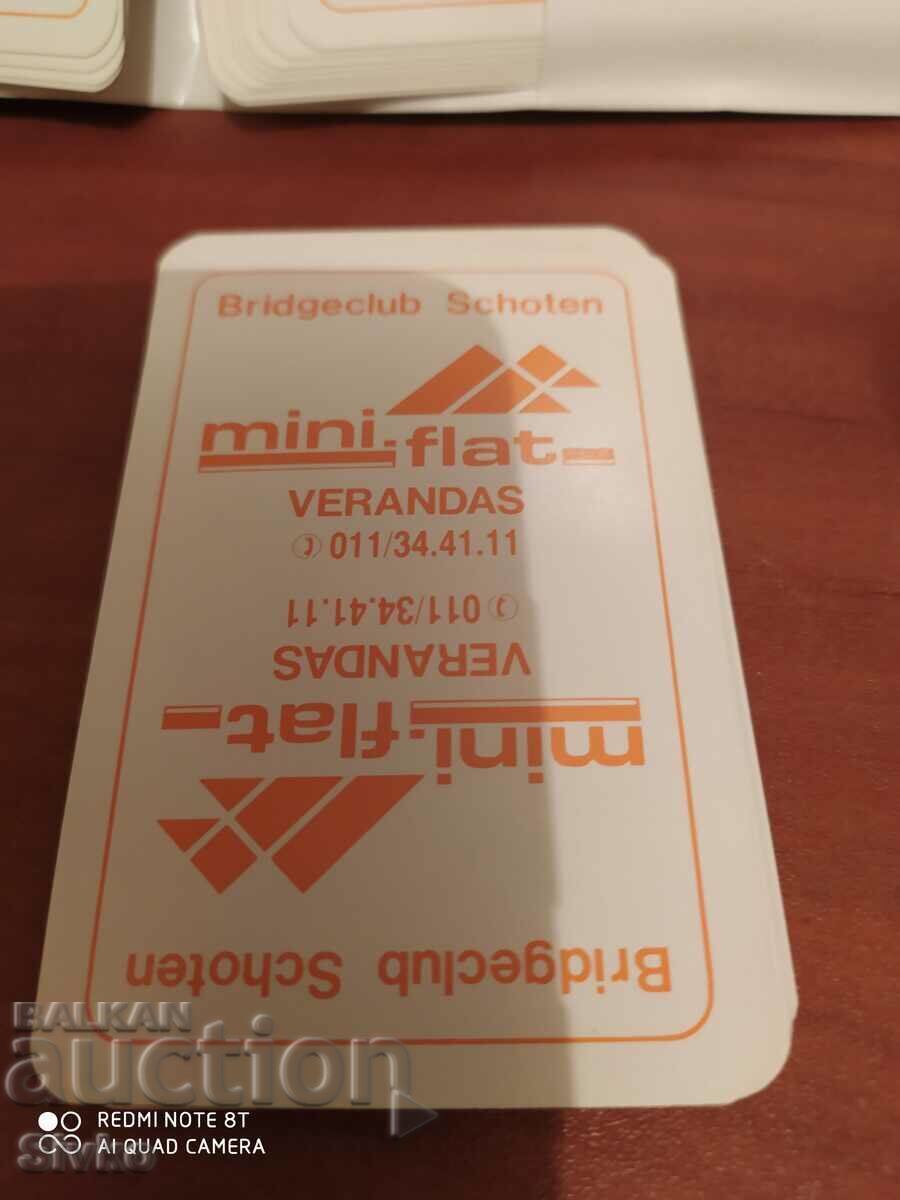 Bridgeclub Schoten
mini-flat
VERANDAS
✆ 011/34.41.11
✆ 011/34.41.11
VERANDAS
mini-flat
Bridgeclub Schoten
BALKAN
auction
REDMI NOTE 8T
AI QUAD CAMERA
Sivko